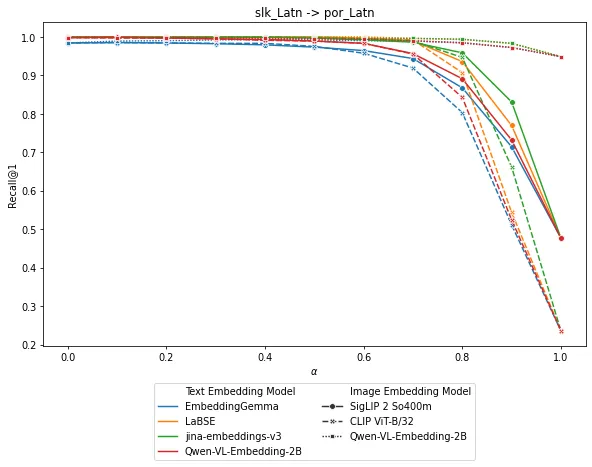 slk_Latn -> por_Latn
Recall@1
1.0
0.9
0.8
0.7
0.6
0.5
0.4
0.3
0.2
0.0 0.2 0.4 0.6 0.8 1.0
α
Text Embedding Model Image Embedding Model
EmbeddingGemma SigLIP 2 So400m
LaBSE CLIP ViT-B/32
jina-embeddings-v3 Qwen-VL-Embedding-2B
Qwen-VL-Embedding-2B